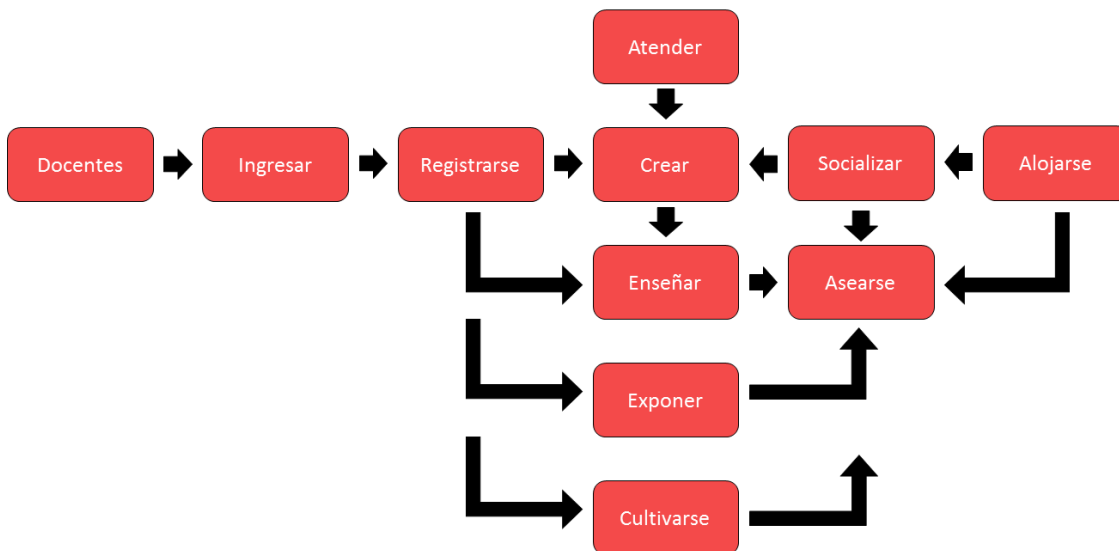 Atender
Docentes
Ingresar
Registrarse
Crear
Socializar
Alojarse
Enseñar
Asearse
Exponer
Cultivarse